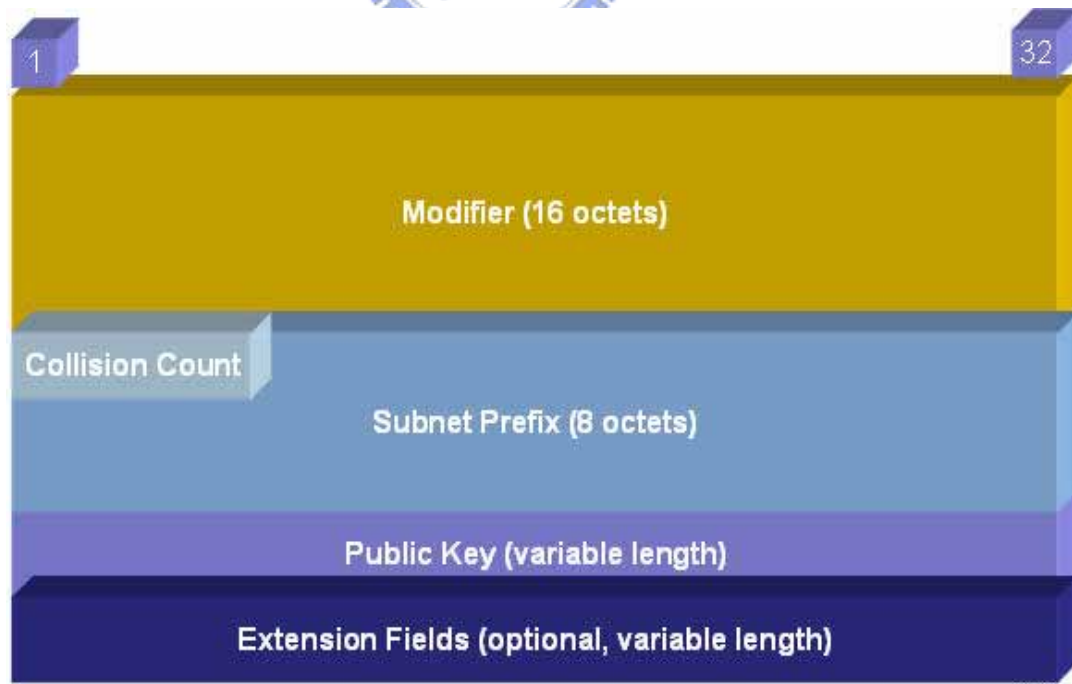 1
32
Modifier (16 octets)
Collision Count
Subnet Prefix (8 octets)
Public Key (variable length)
Extension Fields (optional, variable length)